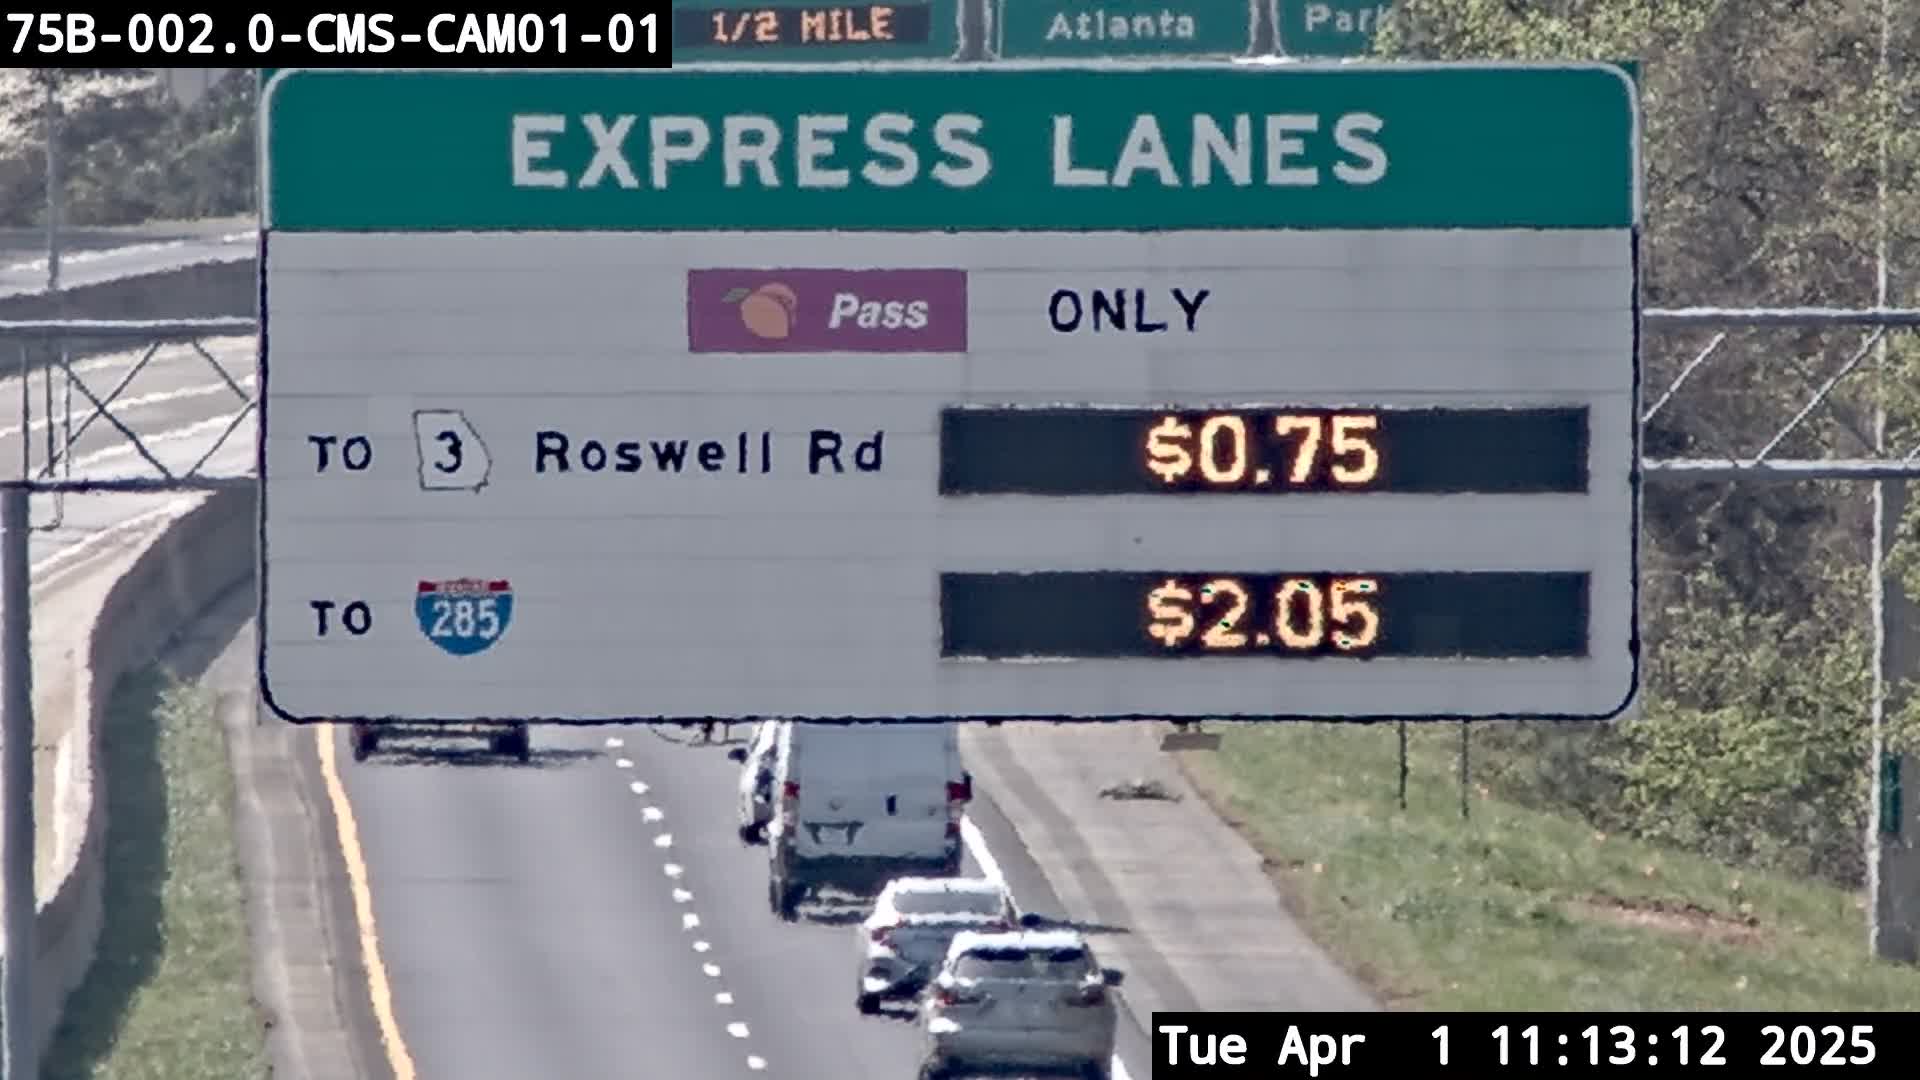 75B-002.0-CMS-CAM01-01
1/2 MILE
Atlanta
EXPRESS LANES
Pass ONLY
TO 3 Roswell Rd $0.75
TO 285 $2.05
Tue Apr 1 11:13:12 2025